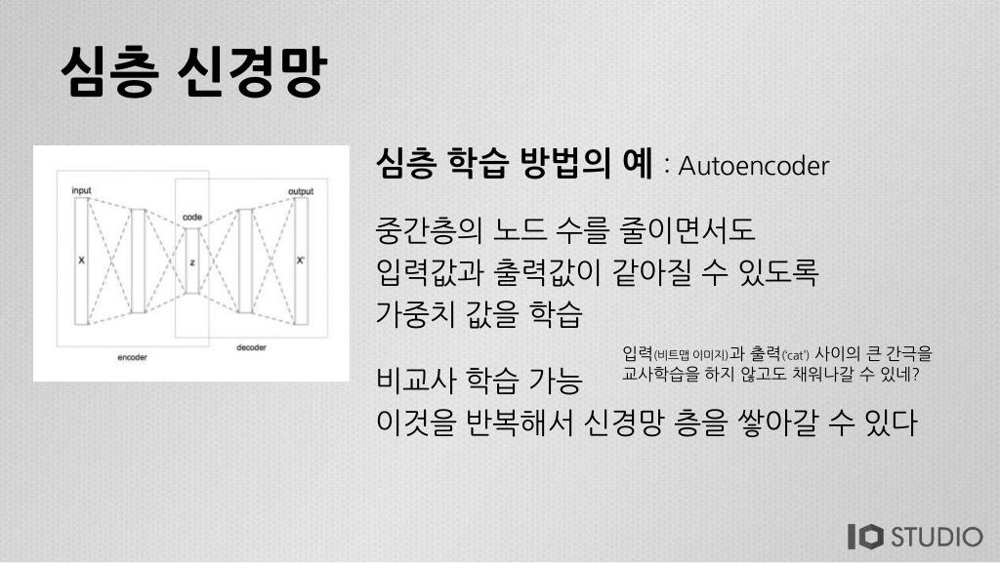 심층 신경망
input
output
code
X
z
X'
encoder
decoder
심층 학습 방법의 예 : Autoencoder
중간층의 노드 수를 줄이면서도
입력값과 출력값이 같아질 수 있도록
가중치 값을 학습
입력(비트맵 이미지)과 출력('cat') 사이의 큰 간극을
교사학습을 하지 않고도 채워나갈 수 있네?
비교사 학습 가능
이것을 반복해서 신경망 층을 쌓아갈 수 있다
IO STUDIO